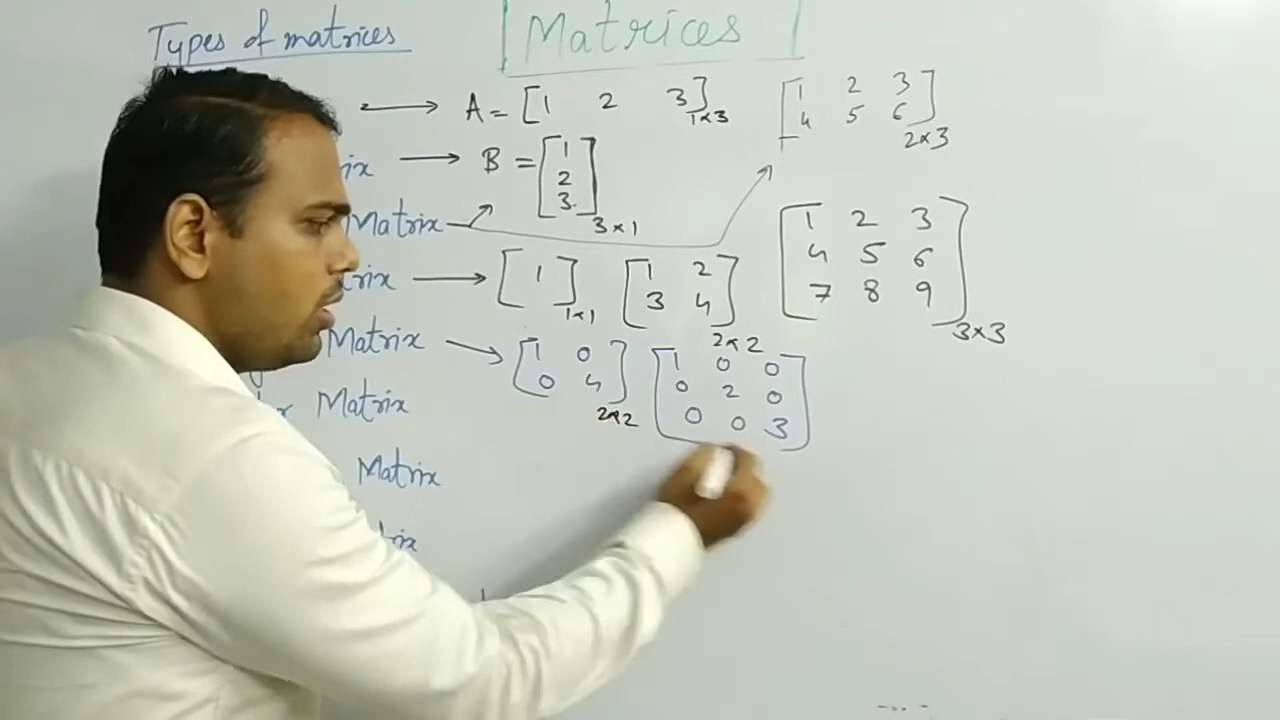 Types of matrices
Matrices
A = [1 2 3] 1×3
[1 2 3
4 5 6] 2×3
B = [1
2
3] 3×1
Matrix
[1] 1×1
[1 2
3 4] 2×2
[1 2 3
4 5 6
7 8 9] 3×3
Matrix
[1 0
0 4] 2×2
[1 0 0
0 2 0
0 0 3]
Matrix
Matrix